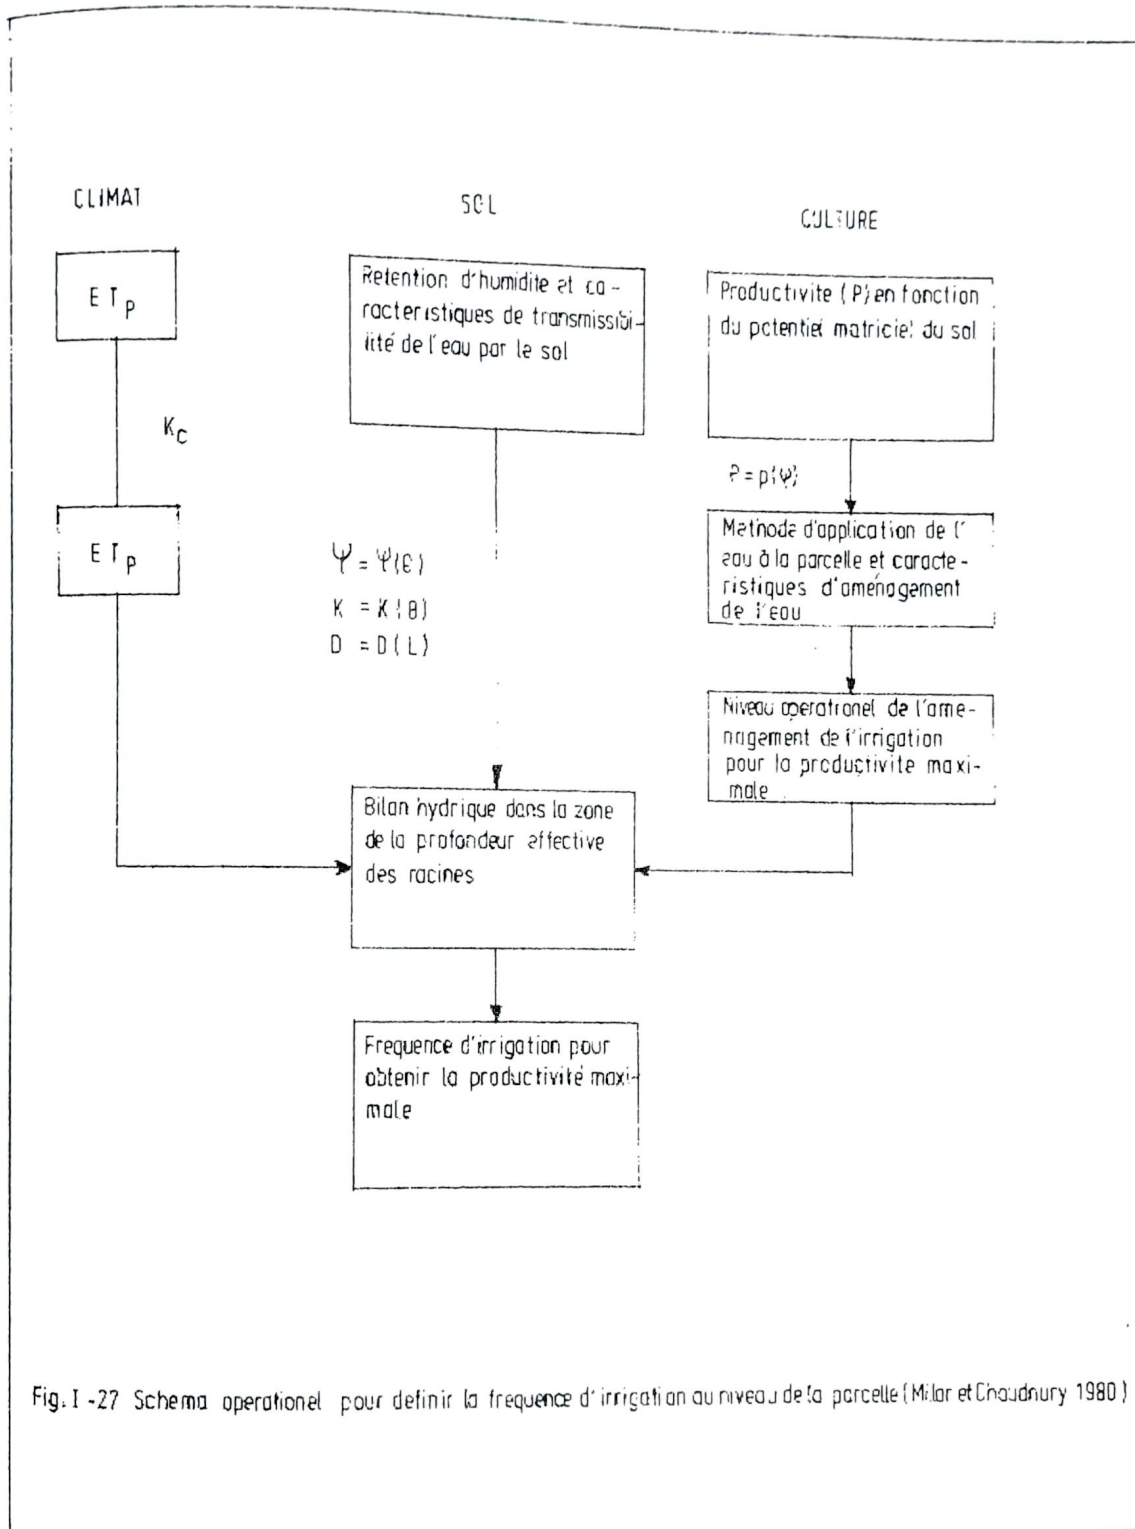 CLIMAT
SOL
CULTURE
ETp
Kc
ETp
Retention d'humidite et ca-
racteristiques de transmissibi-
lité de l'eau par le sol
Ψ = Ψ(θ)
K = K(θ)
D = D(L)
Productivite (P) en fonction
du potentiel matriciel du sol
P = p(Ψ)
Methode d'application de l'
eau à la parcelle et caracte-
ristiques d'aménagement
de l'eau
Niveau operationel de l'ame-
nagement de l'irrigation
pour la productivite maxi-
male
Bilan hydrique dans la zone
de la profondeur effective
des racines
Frequence d'irrigation pour
obtenir la productivité maxi-
male
Fig. I-27 Schema operationel pour definir la frequence d'irrigation au niveau de la parcelle (Milar et Choudhury 1980)